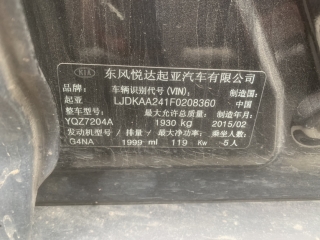 KIA 东风悦达起亚汽车有限公司
品牌: 车辆识别代号(VIN): 制造国:
起亚 LJDKAA241F0208360 中国
整车型号: 最大允许总质量: 制造年月:
YQZ7204A 1930 kg 2015/02
发动机型号/排量/最大净功率: 乘坐人数:
G4NA 1999 ml 119 Kw 5人